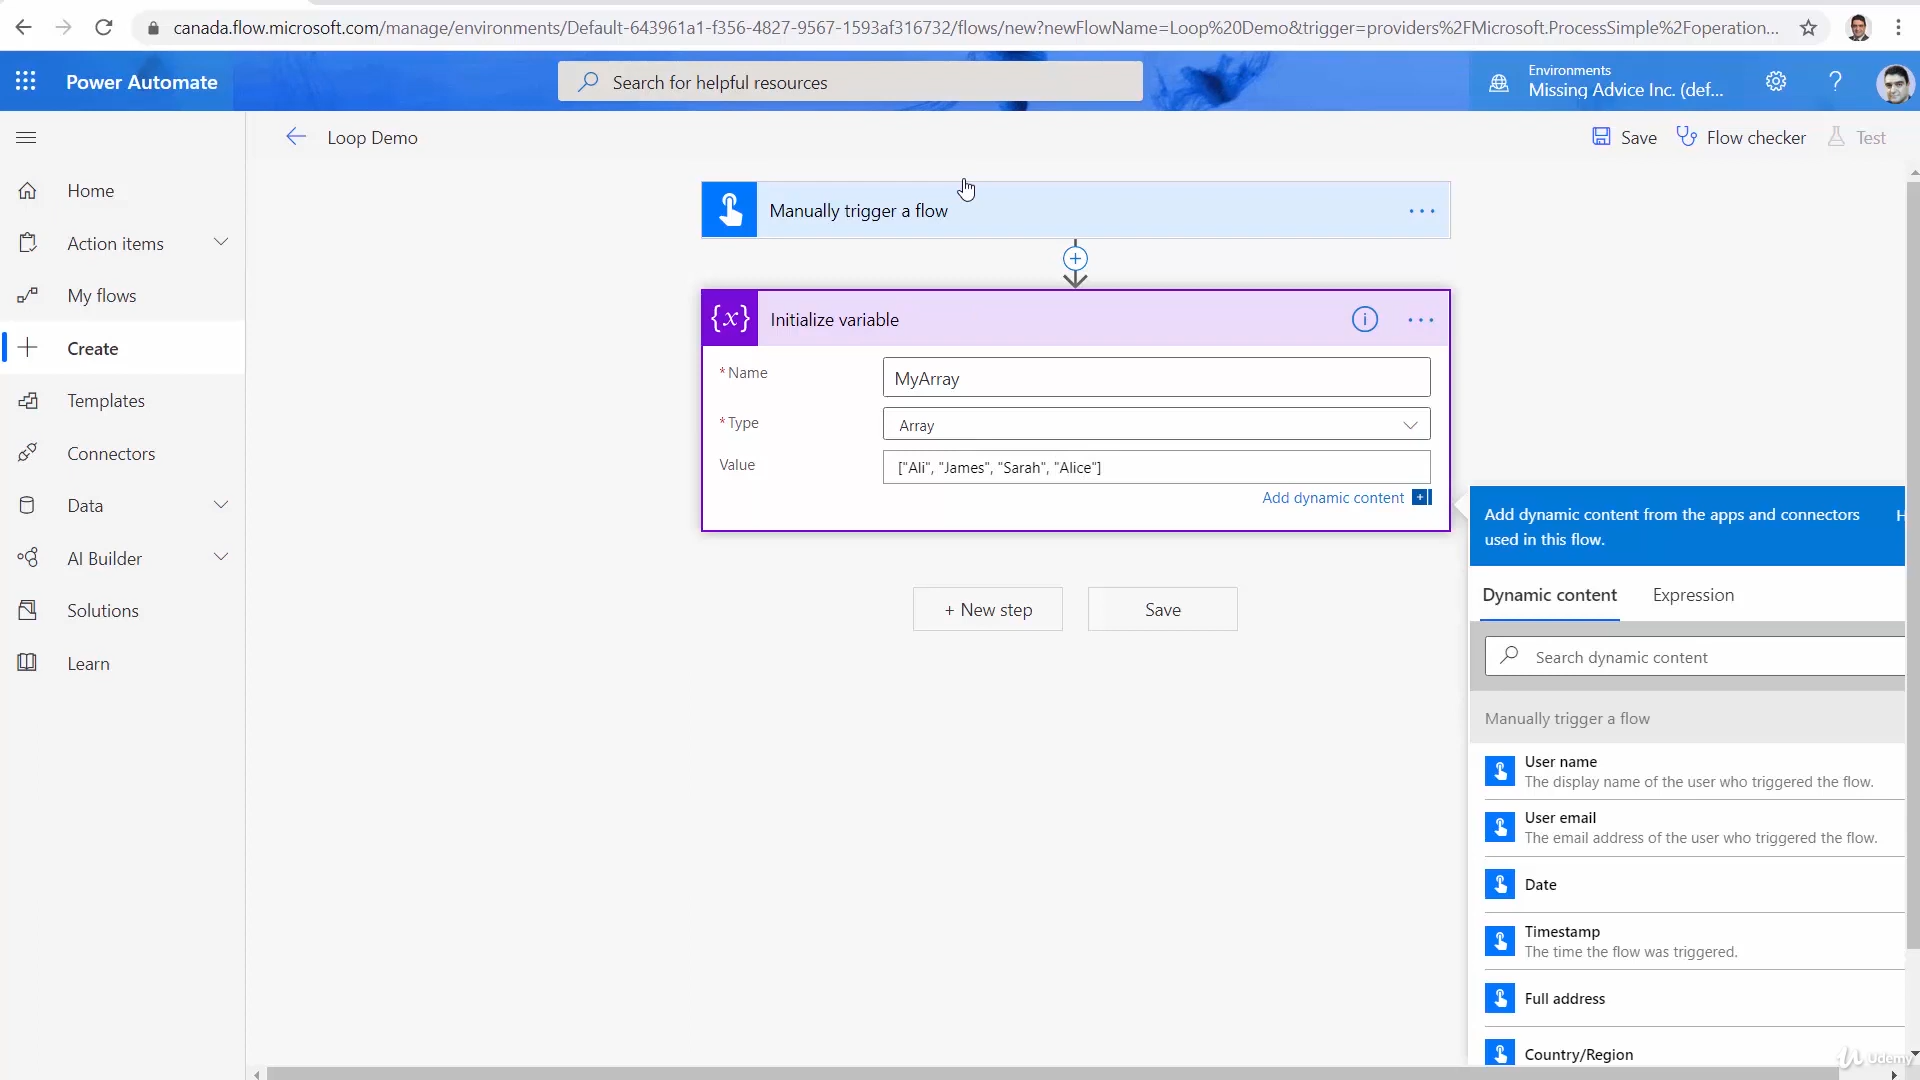 canada.flow.microsoft.com/manage/environments/Default-643961a1-f356-4827-9567-1593af316732/flows/new?newFlowName=Loop%20Demo&trigger=providers%2FMicrosoft.ProcessSimple%2Foperation...
Power Automate
Search for helpful resources
Environments
Missing Advice Inc. (def...
?
Loop Demo
Save
Flow checker
Test
Home
Action items
My flows
Create
Templates
Connectors
Data
AI Builder
Solutions
Learn
Manually trigger a flow
{x} Initialize variable
* Name
MyArray
* Type
Array
Value
["Ali", "James", "Sarah", "Alice"]
Add dynamic content
+ New step
Save
Add dynamic content from the apps and connectors
used in this flow.
H
Dynamic content
Expression
Search dynamic content
Manually trigger a flow
User name
The display name of the user who triggered the flow.
User email
The email address of the user who triggered the flow.
Date
Timestamp
The time the flow was triggered.
Full address
Country/Region
Udemy